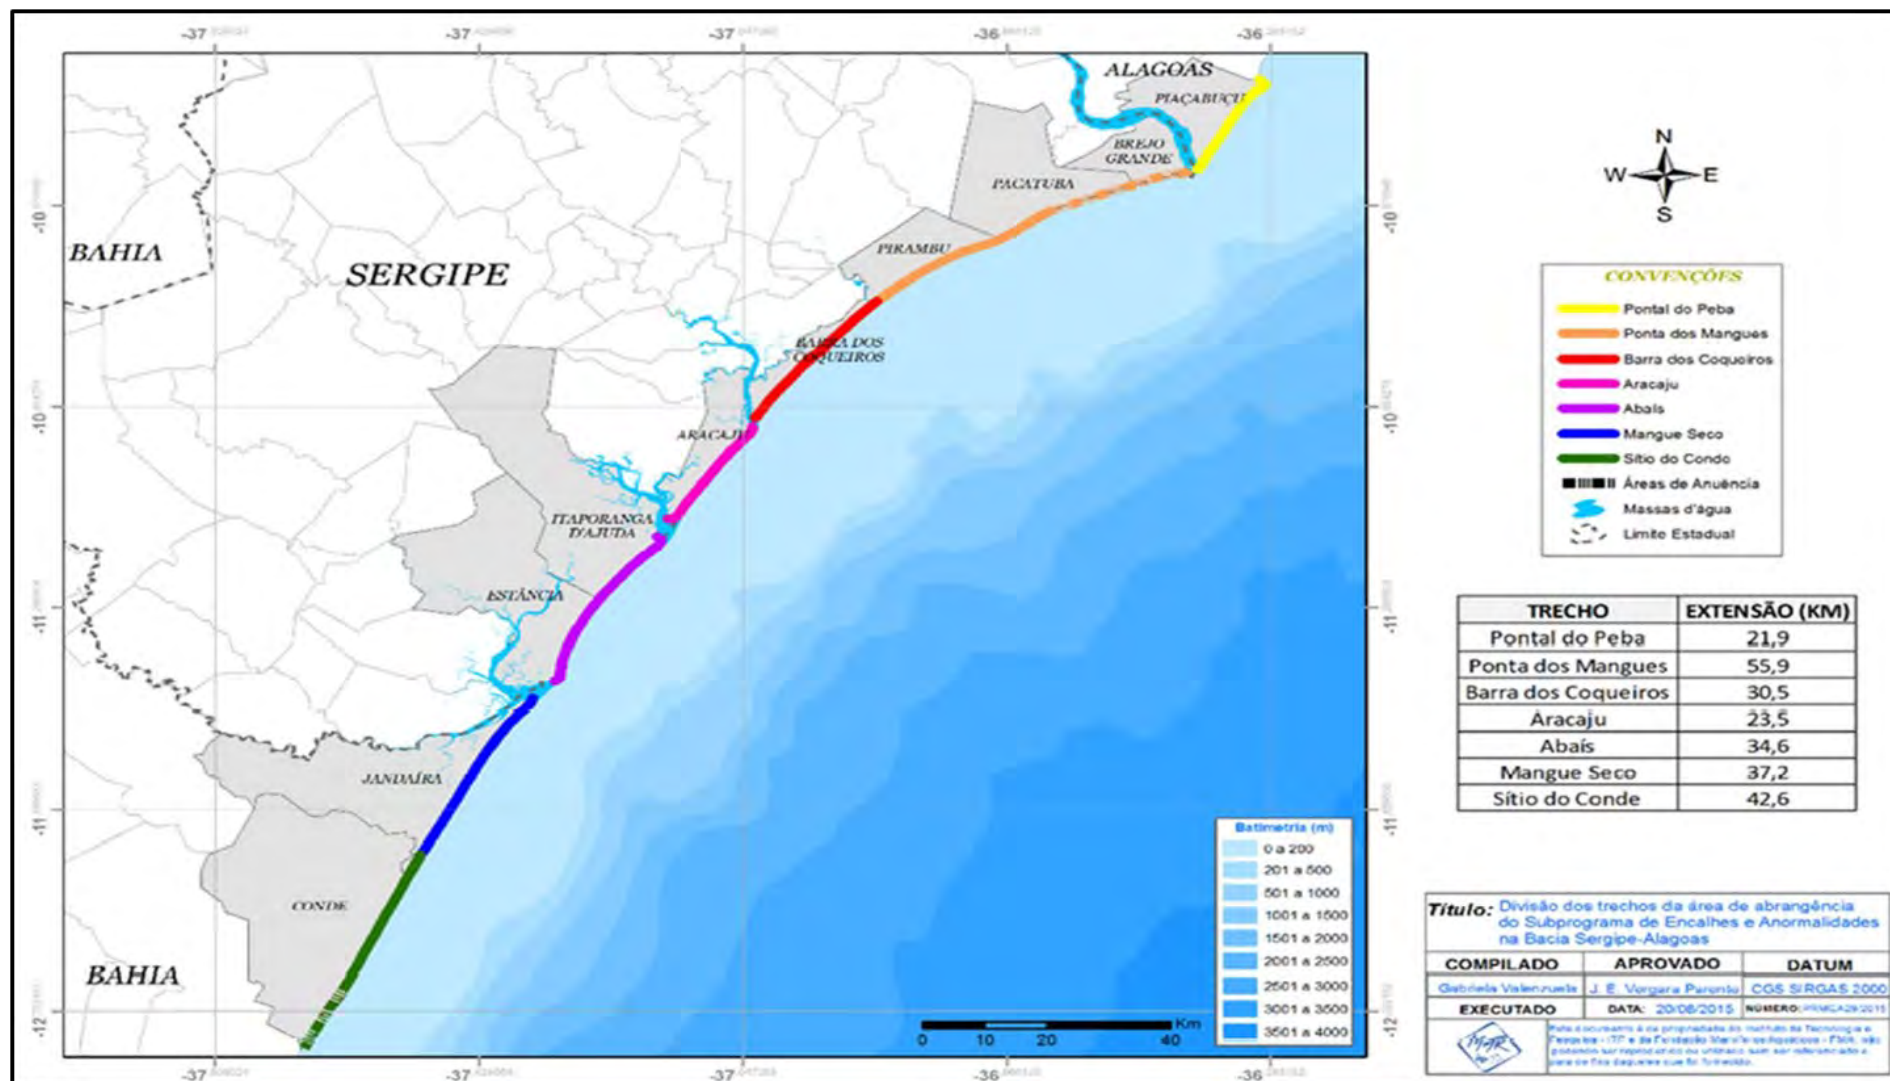 -37
-37
-37
-36
-36
ALAGOAS
PIAÇABUÇU
BREJO
GRANDE
PACATUBA
PIRAMBU
BAHIA
SERGIPE
BARRA DOS
COQUEIROS
ARACAJU
ITAPORANGA
D'AJUDA
ESTÂNCIA
JANDAÍRA
CONDE
BAHIA
-10
-10
-11
-11
-12
-10
-10
-11
-11
-12
-37
-37
-37
-36
-36
Km
0 10 20 40
Batimetria (m)
0 a 200
201 a 500
501 a 1000
1001 a 1500
1501 a 2000
2001 a 2500
2501 a 3000
3001 a 3500
3501 a 4000
N
W E
S
CONVENÇÕES
Pontal do Peba
Ponta dos Mangues
Barra dos Coqueiros
Aracaju
Abaís
Mangue Seco
Sítio do Conde
Áreas de Anuência
Massas d'água
Limite Estadual
TRECHO EXTENSÃO (KM)
Pontal do Peba 21,9
Ponta dos Mangues 55,9
Barra dos Coqueiros 30,5
Aracaju 23,5
Abaís 34,6
Mangue Seco 37,2
Sítio do Conde 42,6
Título: Divisão dos trechos da área de abrangência
do Subprograma de Encalhes e Anormalidades
na Bacia Sergipe-Alagoas
COMPILADO APROVADO DATUM
Gabriela Valenzuela J. E. Vergara Parente CGS SIRGAS 2000
EXECUTADO DATA: 20/08/2015 NÚMERO: